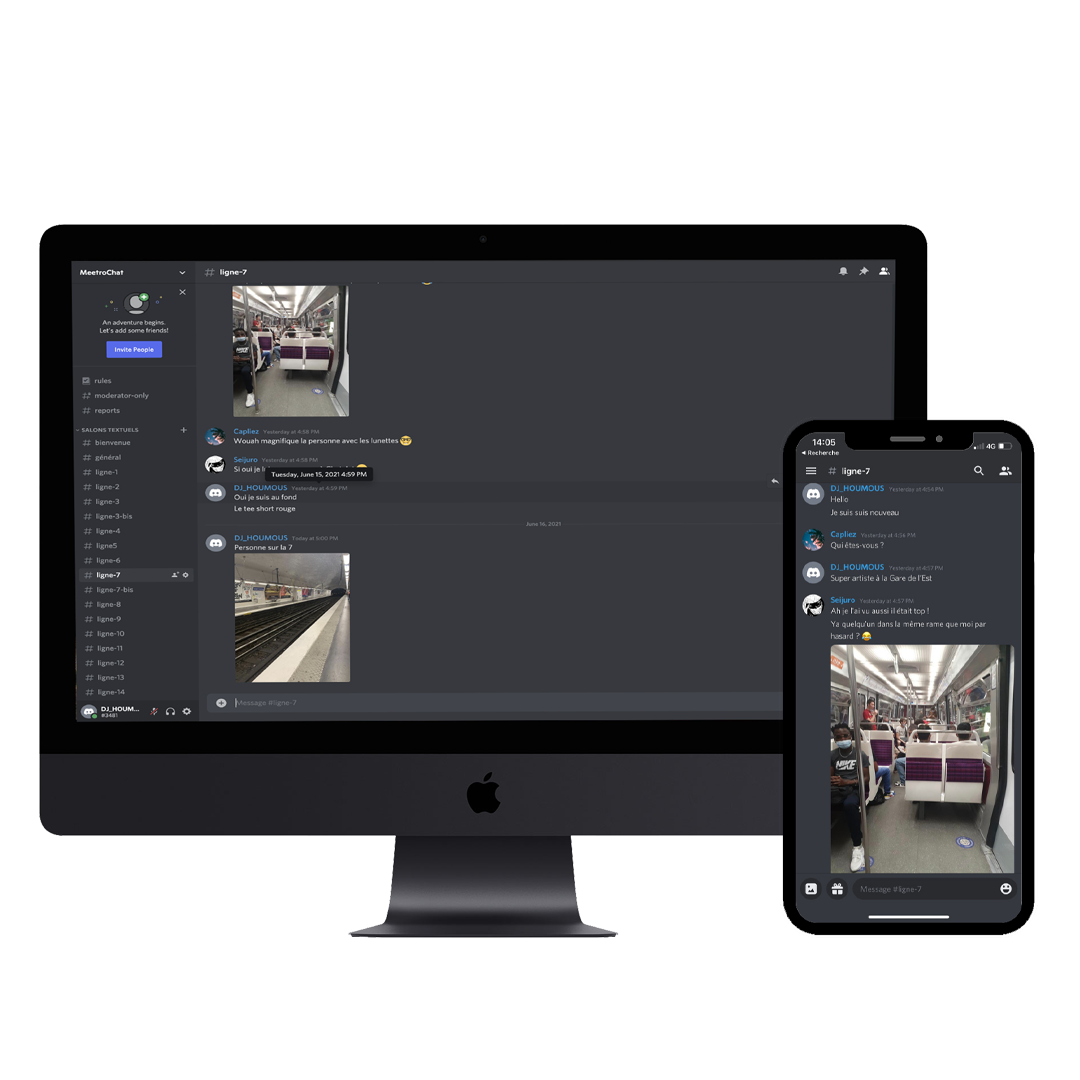 MeetroChat
An adventure begins.
Let's add some friends!
Invite People
rules
moderator-only
reports
SALONS TEXTUELS
bienvenue
général
ligne-1
ligne-2
ligne-3
ligne-3-bis
ligne-4
ligne5
ligne-6
ligne-7
ligne-7-bis
ligne-8
ligne-9
ligne-10
ligne-11
ligne-12
ligne-13
ligne-14
DJ_HOUM...
#3481
# ligne-7
Capliez Yesterday at 4:58 PM
Wouah magnifique la personne avec les lunettes 🤓
Seijuro Yesterday at 4:58 PM
Si oui je
Tuesday, June 15, 2021 4:59 PM
DJ_HOUMOUS Yesterday at 4:59 PM
Oui je suis au fond
Le tee short rouge
June 16, 2021
DJ_HOUMOUS Today at 5:00 PM
Personne sur la 7
Message #ligne-7
14:05
4G
Recherche
# ligne-7
DJ_HOUMOUS Yesterday at 4:54 PM
Hello
Je suis suis nouveau
Capliez Yesterday at 4:56 PM
Qui êtes-vous ?
DJ_HOUMOUS Yesterday at 4:57 PM
Super artiste à la Gare de l'Est
Seijuro Yesterday at 4:57 PM
Ah je l'ai vu aussi il était top !
Ya quelqu'un dans la même rame que moi par
hasard ? 😂
NIKE
Message #ligne-7